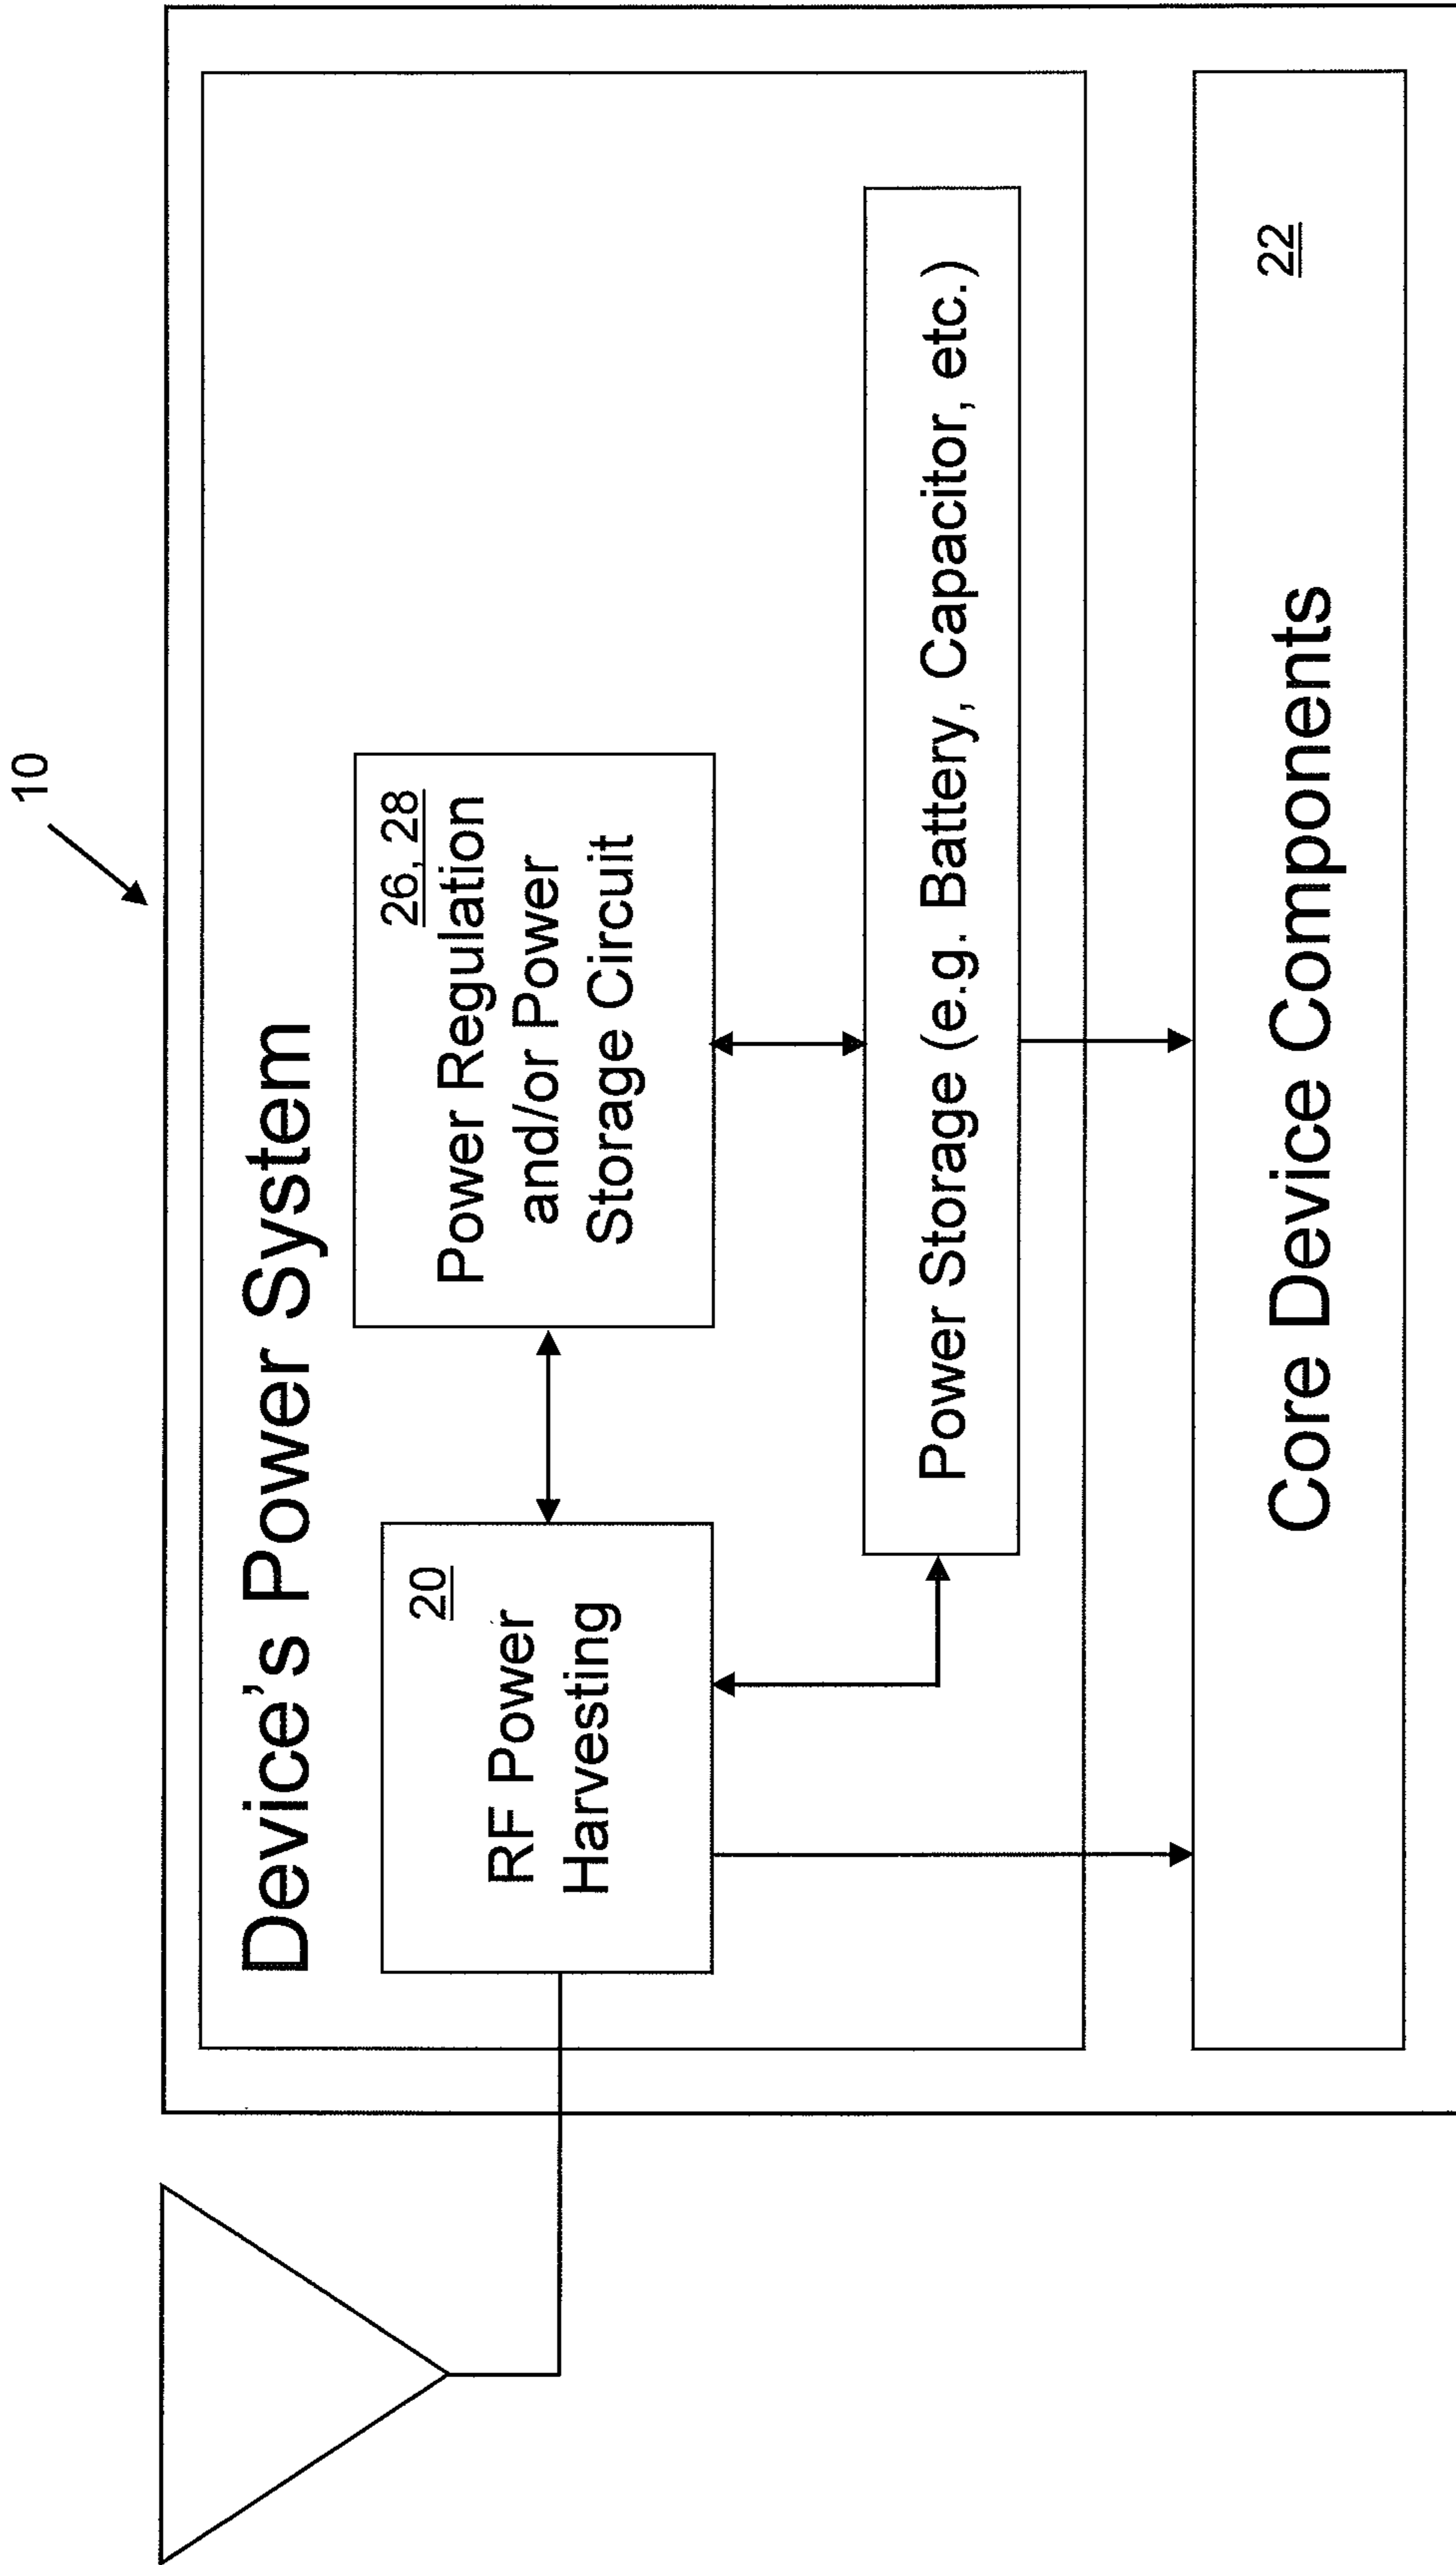 10
Device's Power System
20
RF Power
Harvesting
26, 28
Power Regulation
and/or Power
Storage Circuit
Power Storage (e.g. Battery, Capacitor, etc.)
22
Core Device Components